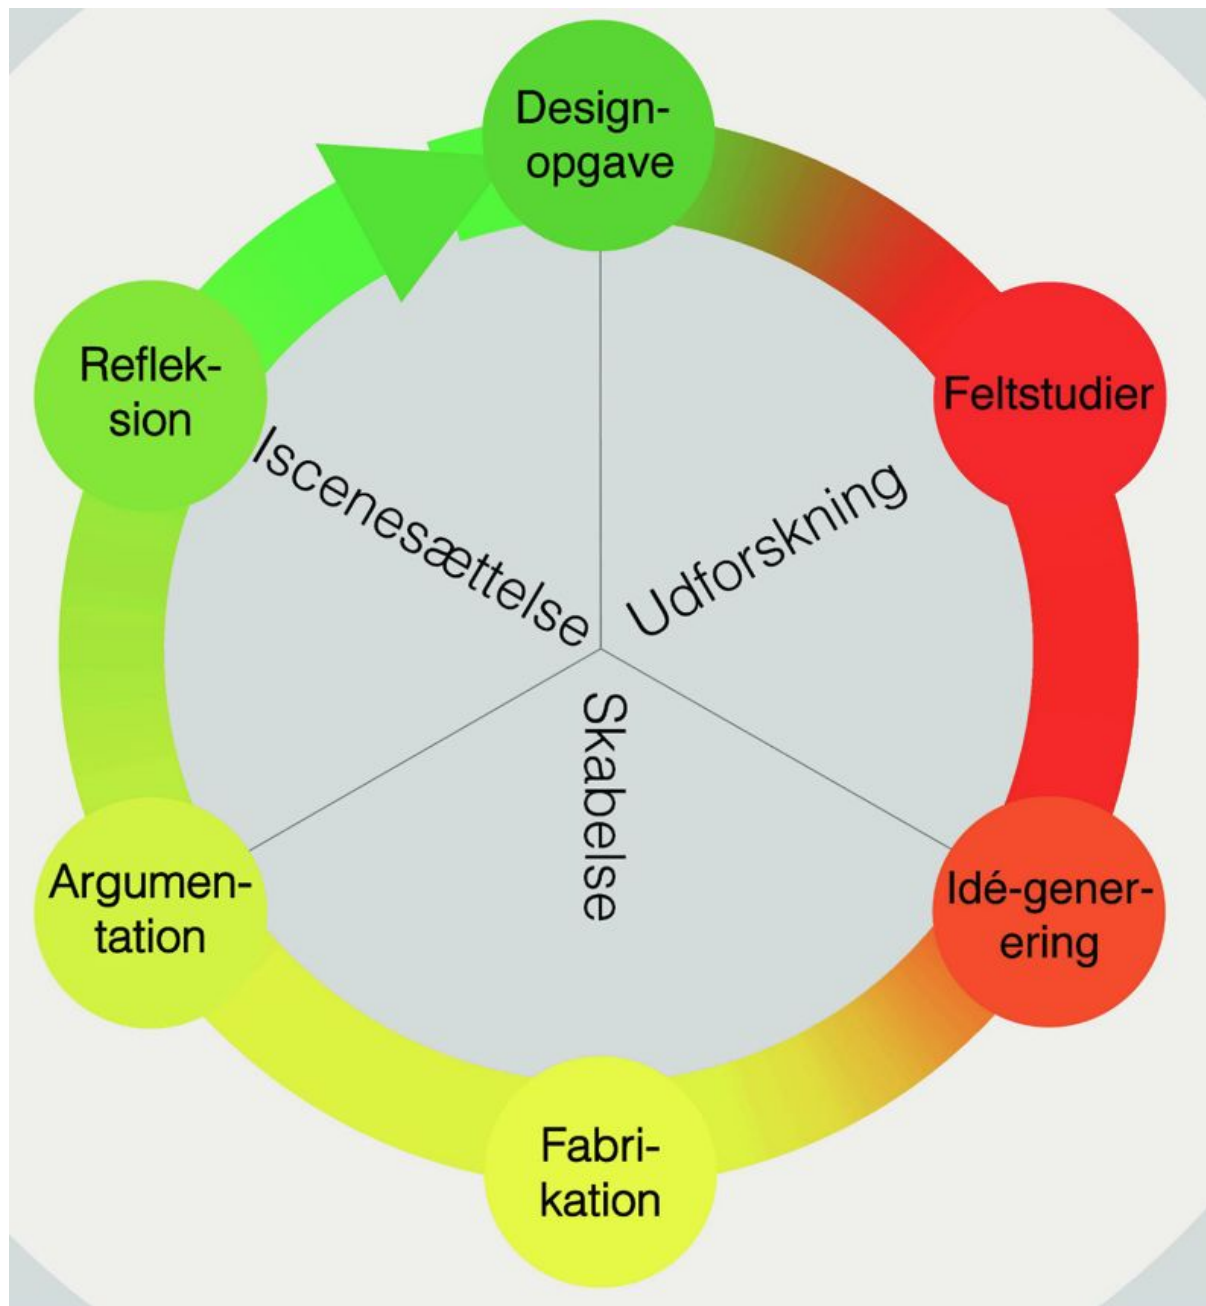 Design-
opgave
Feltstudier
Idé-gener-
ering
Fabri-
kation
Argumen-
tation
Reflek-
sion
Iscenesættelse
Udforskning
Skabelse